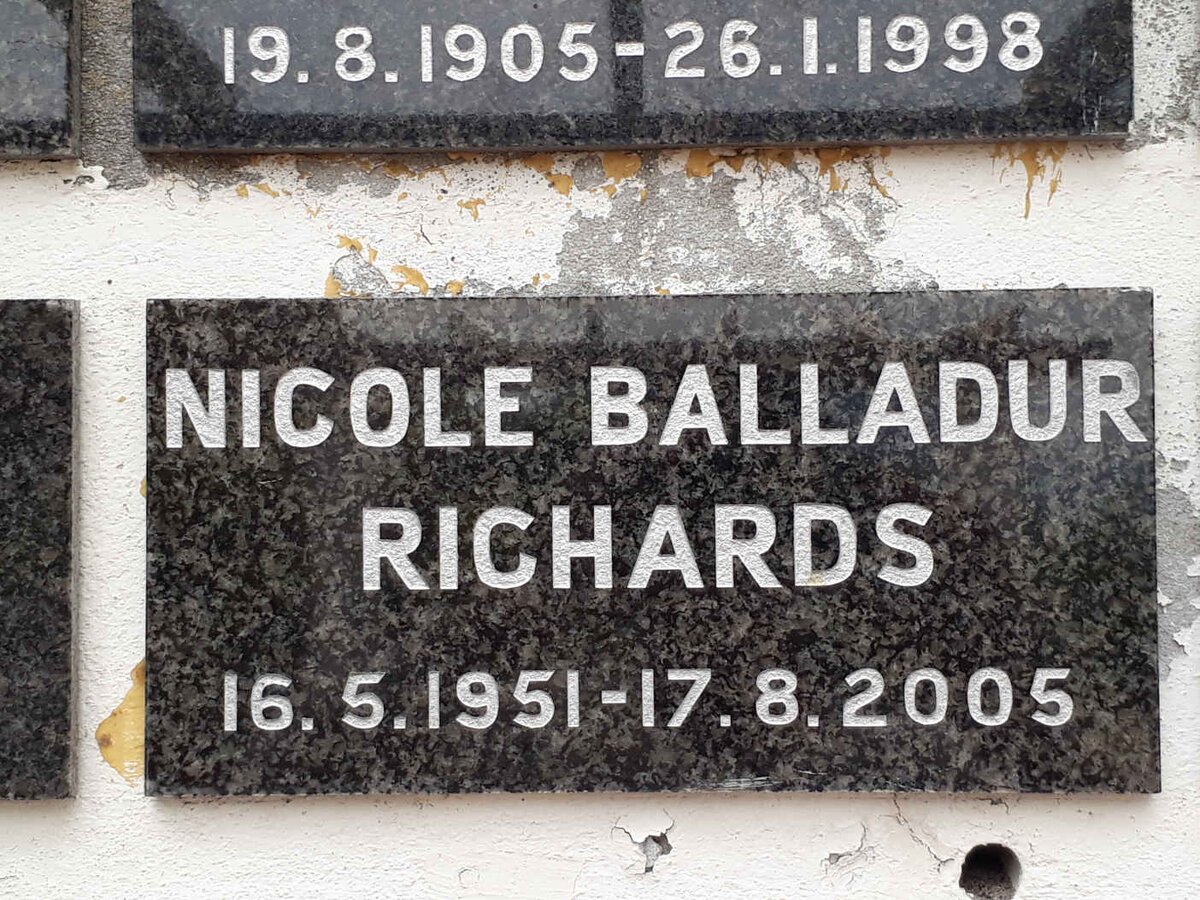 19. 8. 1905 - 26. 1. 1998
NICOLE BALLADUR
RICHARDS
16. 5. 1951 - 17. 8. 2005